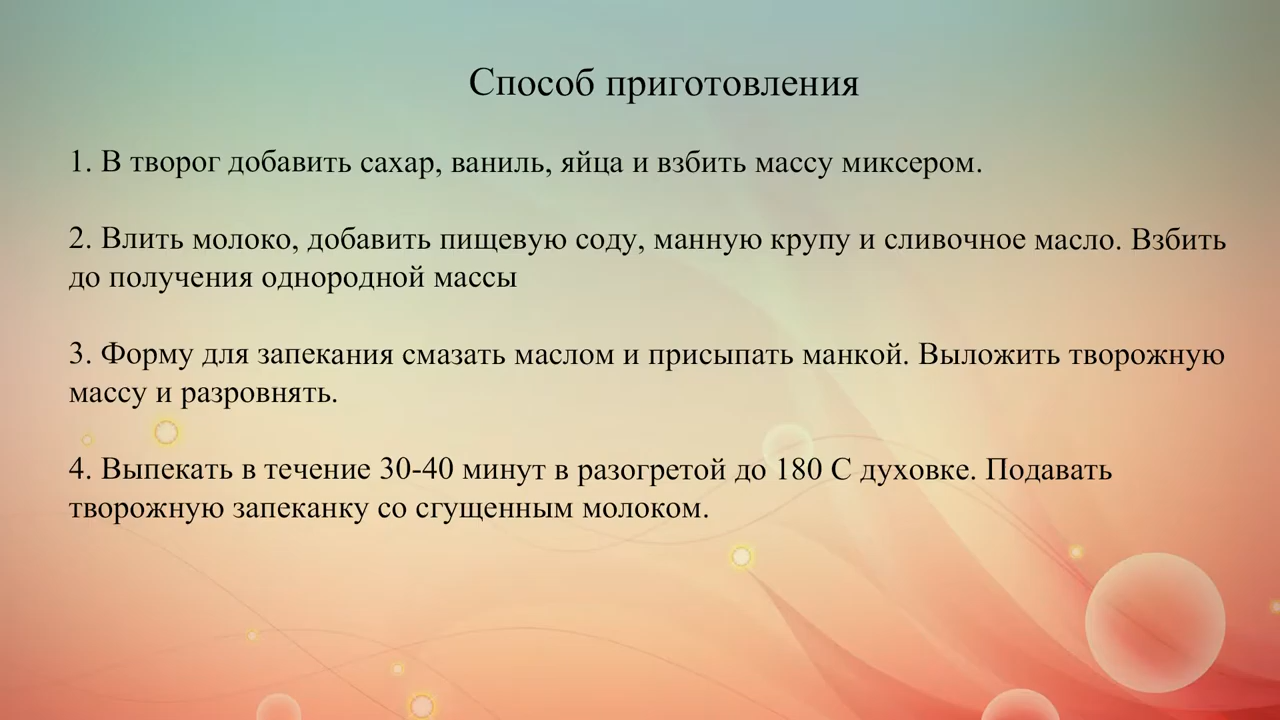 Способ приготовления
1. В творог добавить сахар, ваниль, яйца и взбить массу миксером.
2. Влить молоко, добавить пищевую соду, манную крупу и сливочное масло. Взбить
до получения однородной массы
3. Форму для запекания смазать маслом и присыпать манкой. Выложить творожную
массу и разровнять.
4. Выпекать в течение 30-40 минут в разогретой до 180 С духовке. Подавать
творожную запеканку со сгущенным молоком.